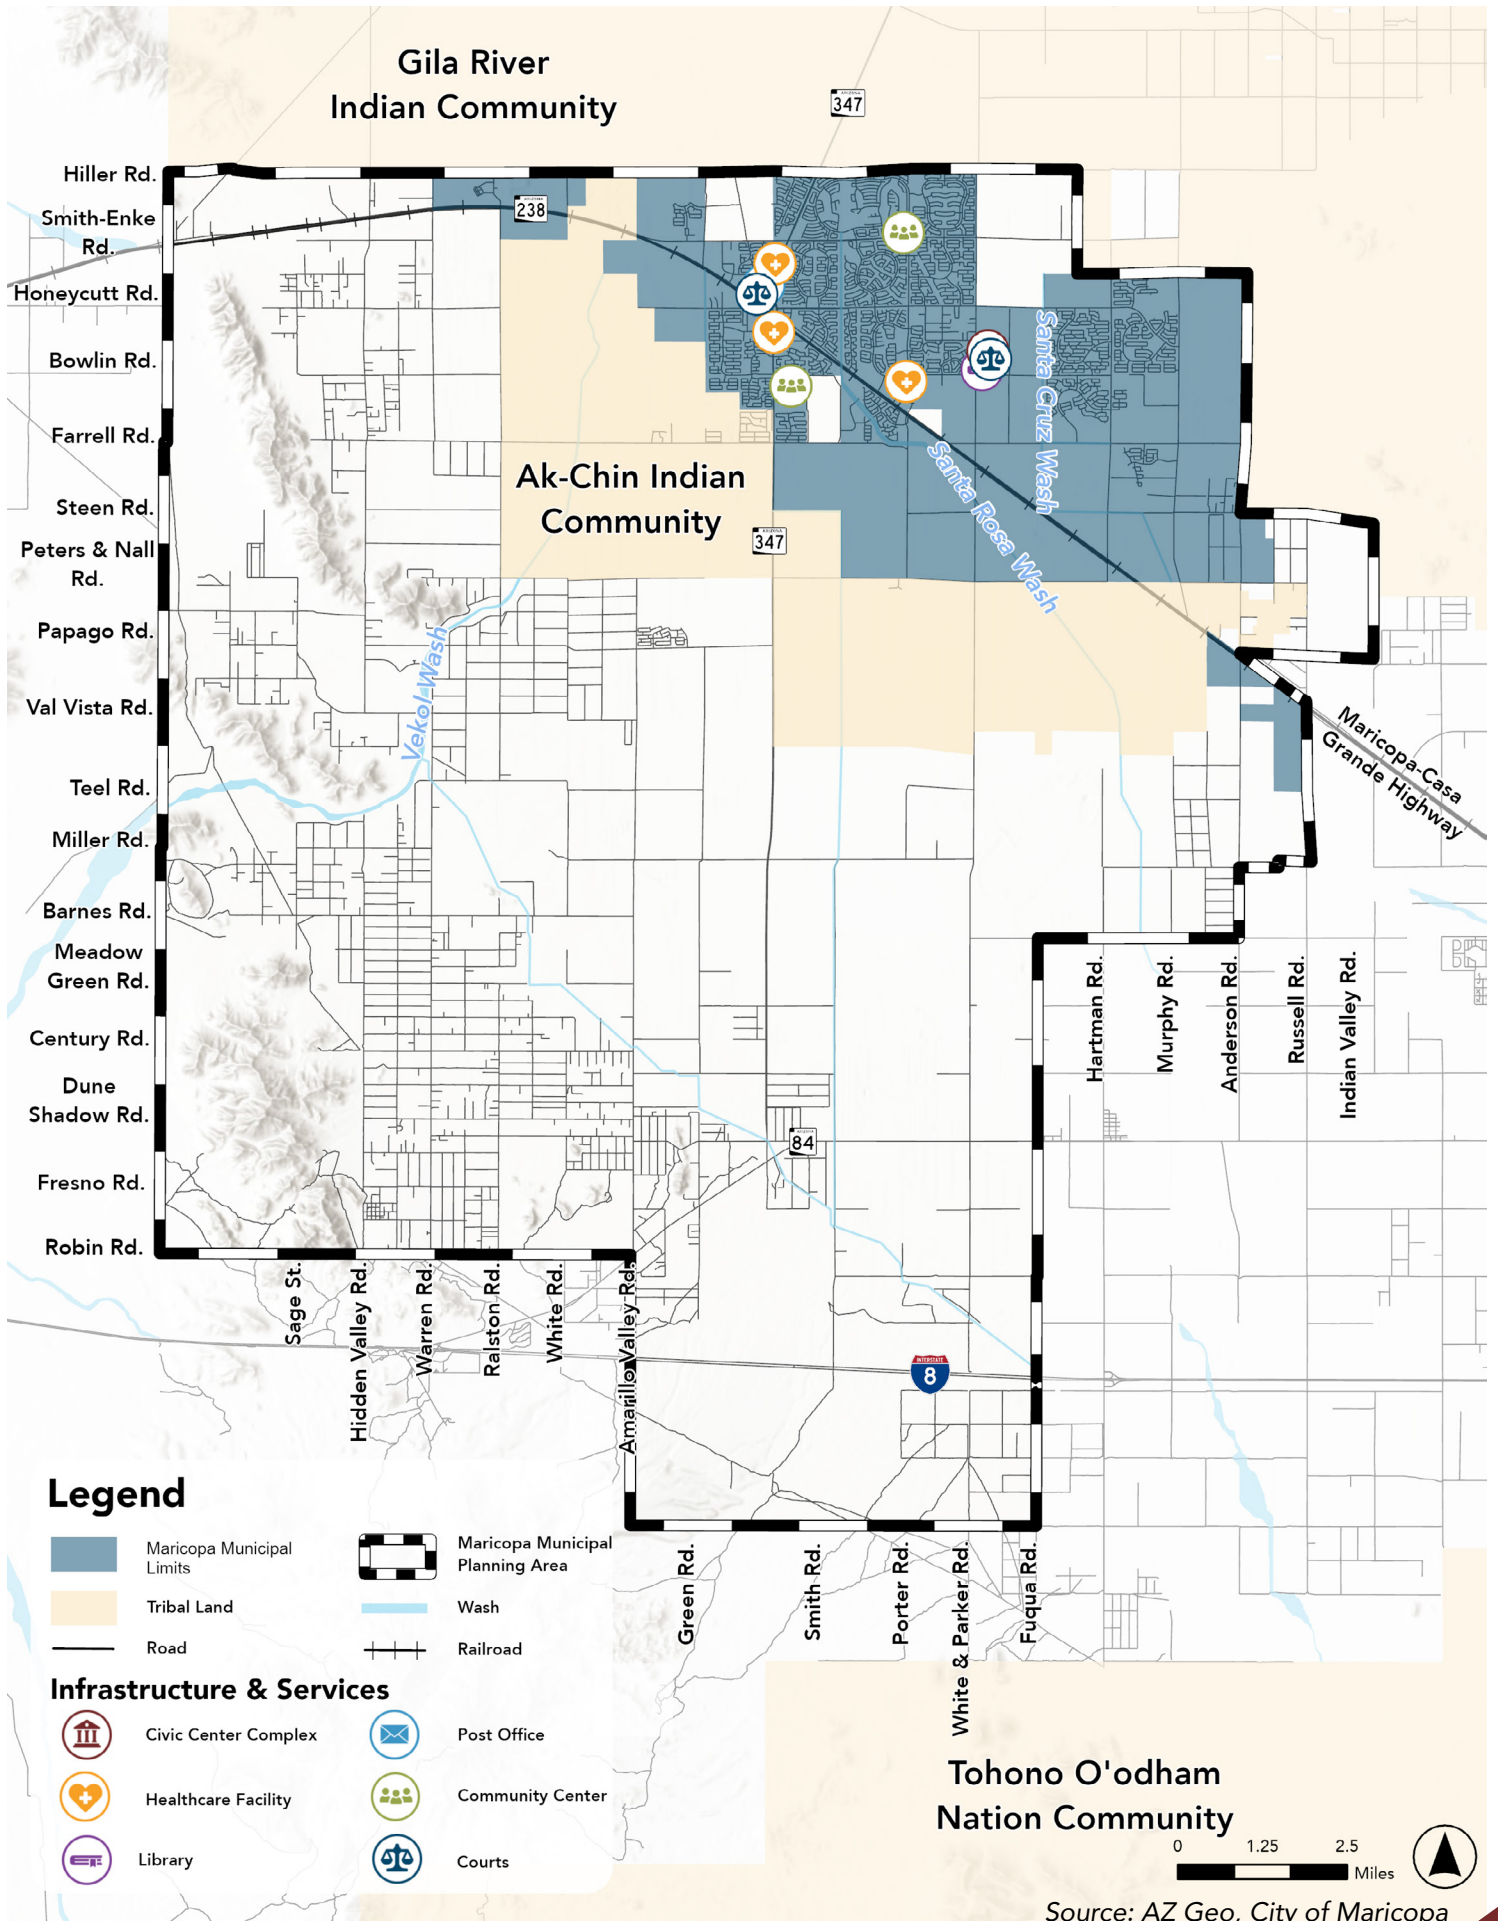 Gila River
Indian Community
ARIZONA
347
Hiller Rd.
Smith-Enke
Rd.
ARIZONA
238
Honeycutt Rd.
Bowlin Rd.
Farrell Rd.
Santa Cruz Wash
Santa Rosa Wash
Ak-Chin Indian
Community
ARIZONA
347
Steen Rd.
Peters & Nall
Rd.
Papago Rd.
Vekol Wash
Val Vista Rd.
Maricopa-Casa
Grande Highway
Teel Rd.
Miller Rd.
Barnes Rd.
Meadow
Green Rd.
Hartman Rd.
Murphy Rd.
Anderson Rd.
Russell Rd.
Indian Valley Rd.
Century Rd.
Dune
Shadow Rd.
ARIZONA
84
Fresno Rd.
Robin Rd.
Sage St.
Hidden Valley Rd.
Warren Rd.
Ralston Rd.
White Rd.
Amarillo Valley Rd.
INTERSTATE
8
Green Rd.
Smith Rd.
Porter Rd.
White & Parker Rd.
Fuqua Rd.
Legend
Maricopa Municipal
Limits
Maricopa Municipal
Planning Area
Tribal Land
Wash
Road
Railroad
Infrastructure & Services
Civic Center Complex
Post Office
Healthcare Facility
Community Center
Library
Courts
Tohono O'odham
Nation Community
0 1.25 2.5
Miles
Source: AZ Geo, City of Maricopa